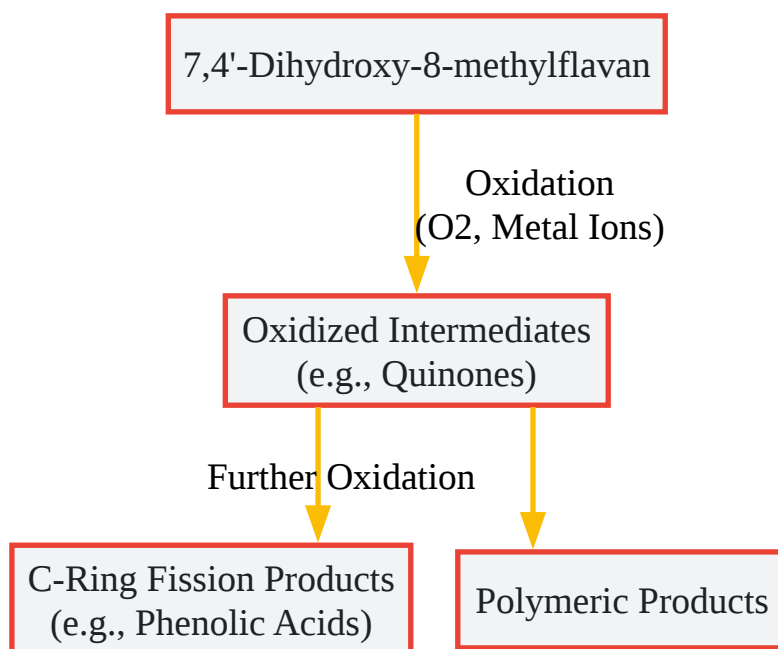 7,4'-Dihydroxy-8-methylflavan
Oxidation
(O2, Metal Ions)
Oxidized Intermediates
(e.g., Quinones)
Further Oxidation
C-Ring Fission Products
(e.g., Phenolic Acids)
Polymeric Products